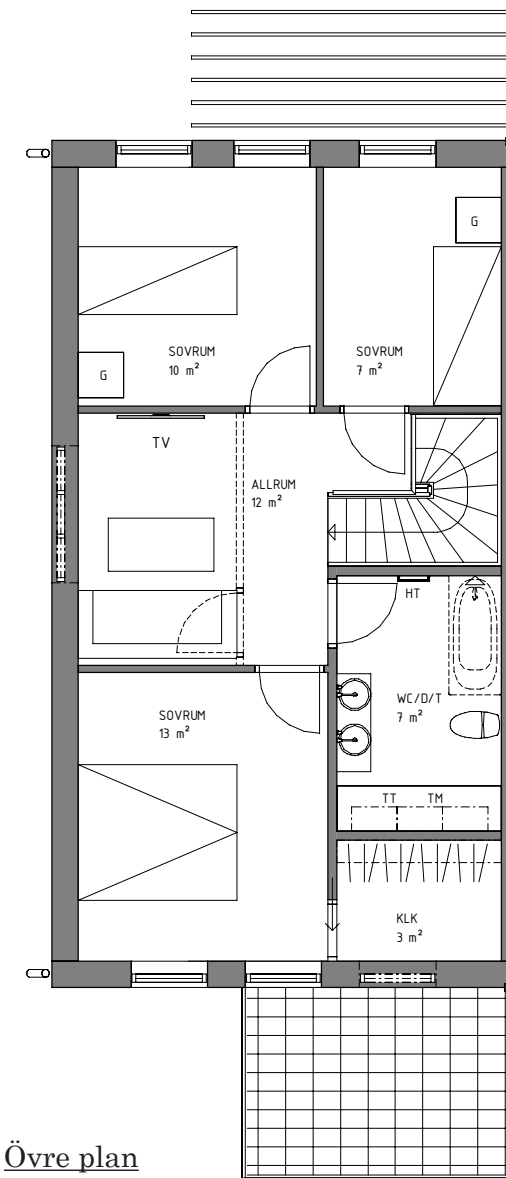 G
SOVRUM
10 m²
SOVRUM
7 m²
G
TV
ALLRUM
12 m²
HT
SOVRUM
13 m²
WC/D/T
7 m²
TT
TM
KLK
3 m²
Övre plan